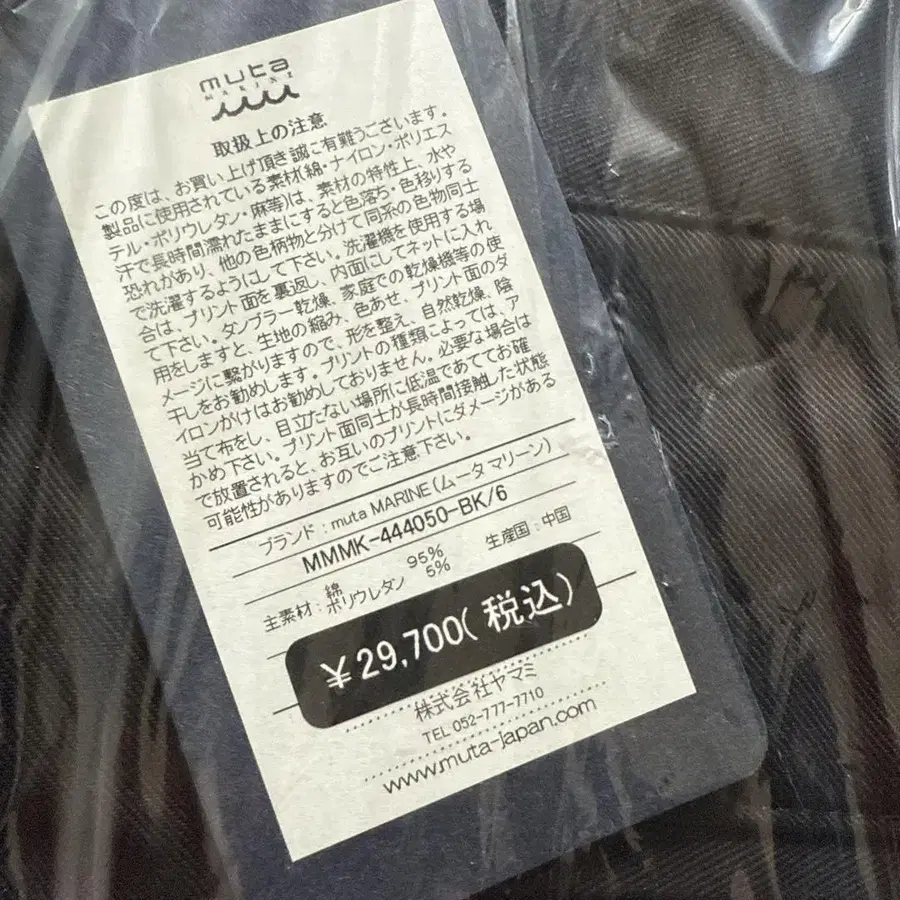 muta
MARINE
取扱上の注意
この度は、お買い上げ頂き誠に有難うございます。
製品に使用されている素材(綿・ナイロン・ポリエス
テル・ポリウレタン・麻等)は、素材の特性上、水や
汗で長時間濡れたままにすると色落ち・色移りする
恐れがあり、他の色柄物と分けて同系の色物同士
で洗濯するようにして下さい。洗濯機を使用する場
合は、プリント面を裏返し、内面にしてネットに入れ
て下さい。タンブラー乾燥、家庭での乾燥機等の使
用をしますと、生地の縮み、色あせ、プリント面のダ
メージに繋がりますので、形を整え、自然乾燥、陰
干しをお勧めします。プリントの種類によっては、ア
イロンがけはお勧めしておりません。必要な場合は
当て布をし、目立たない場所に低温であててお確
かめ下さい。プリント面同士が長時間接触した状態
で放置されると、お互いのプリントにダメージがある
可能性がありますのでご注意下さい。
ブランド：muta MARINE(ムータ マリーン)
MMMK-444050-BK/6
主素材：綿 95% 生産国：中国
ポリウレタン 5%
¥29,700(税込)
株式会社ヤマミ
TEL 052-777-7710
www.muta-Japan.com